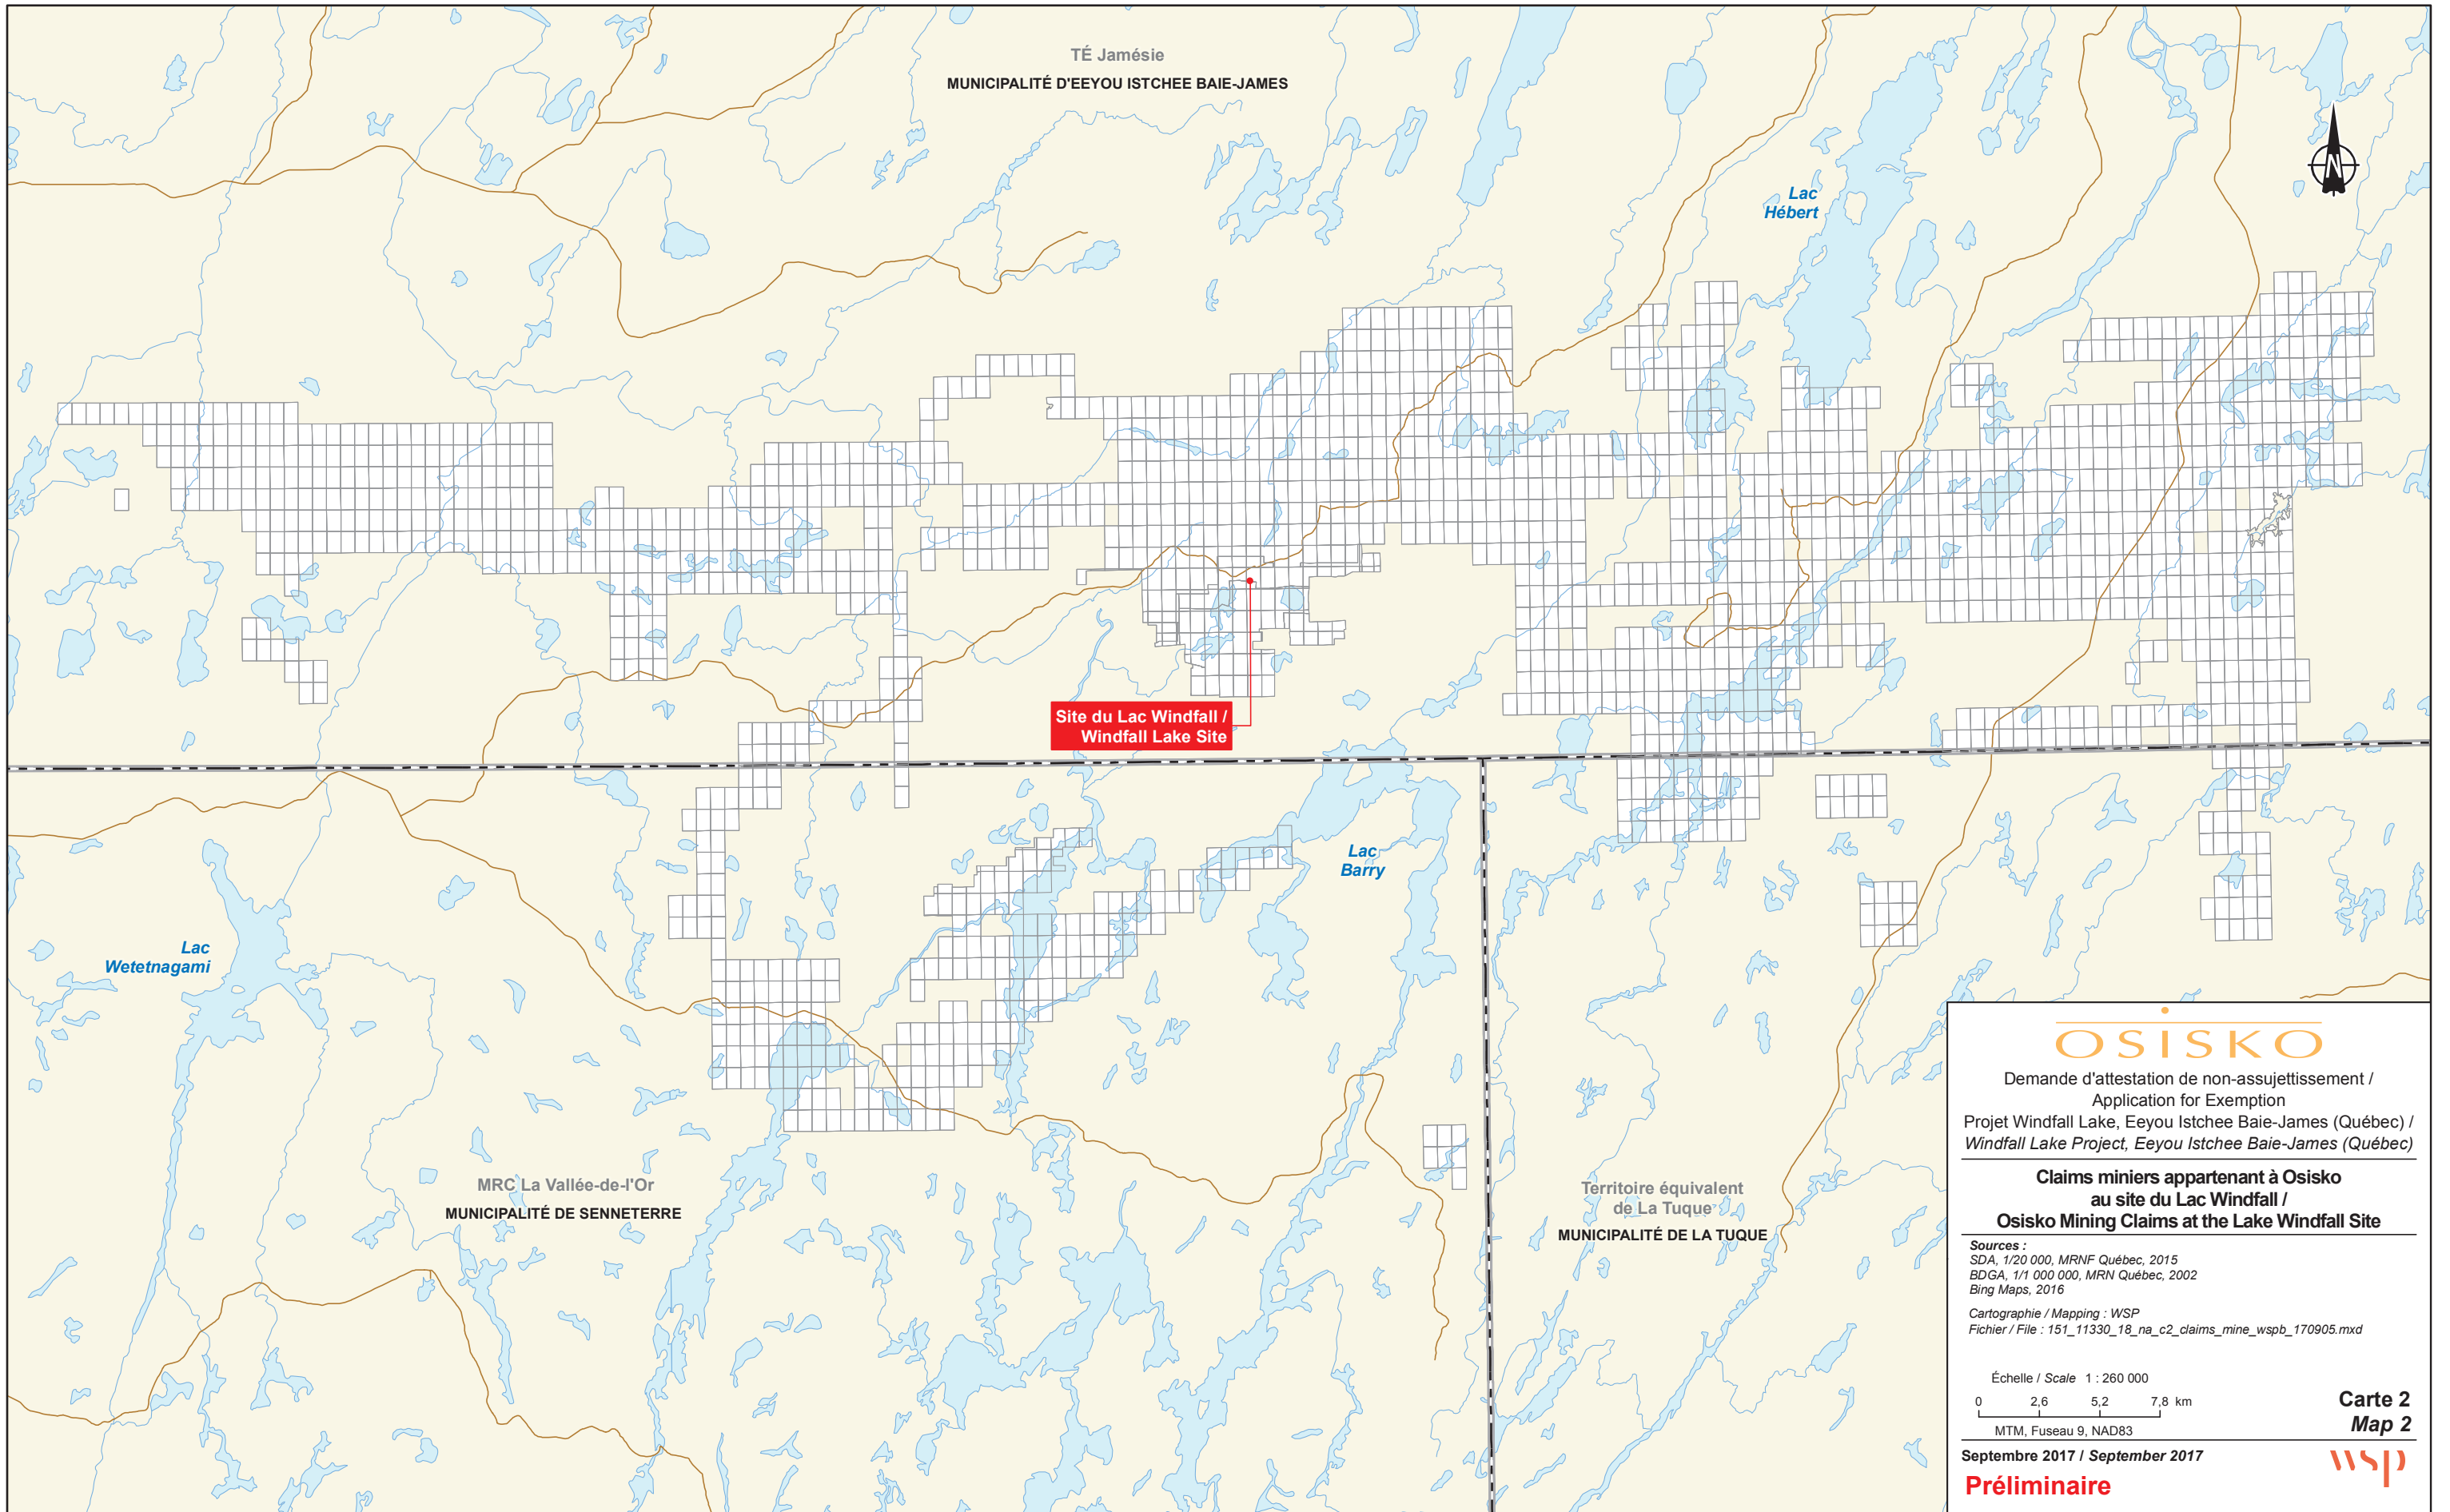 TÉ Jamésie
MUNICIPALITÉ D'EEYOU ISTCHEE BAIE-JAMES
N
Lac
Hébert
Site du Lac Windfall /
Windfall Lake Site
Lac
Barry
Lac
Wetetnagami
MRC La Vallée-de-l'Or
MUNICIPALITÉ DE SENNETERRE
Territoire équivalent
de La Tuque
MUNICIPALITÉ DE LA TUQUE
OSISKO
Demande d'attestation de non-assujettissement /
Application for Exemption
Projet Windfall Lake, Eeyou Istchee Baie-James (Québec) /
Windfall Lake Project, Eeyou Istchee Baie-James (Québec)
Claims miniers appartenant à Osisko
au site du Lac Windfall /
Osisko Mining Claims at the Lake Windfall Site
Sources :
SDA, 1/20 000, MRNF Québec, 2015
BDGA, 1/1 000 000, MRN Québec, 2002
Bing Maps, 2016
Cartographie / Mapping : WSP
Fichier / File : 151_11330_18_na_c2_claims_mine_wspb_170905.mxd
Échelle / Scale 1 : 260 000
0 2,6 5,2 7,8 km
MTM, Fuseau 9, NAD83
Carte 2
Map 2
Septembre 2017 / September 2017
Préliminaire
wsp